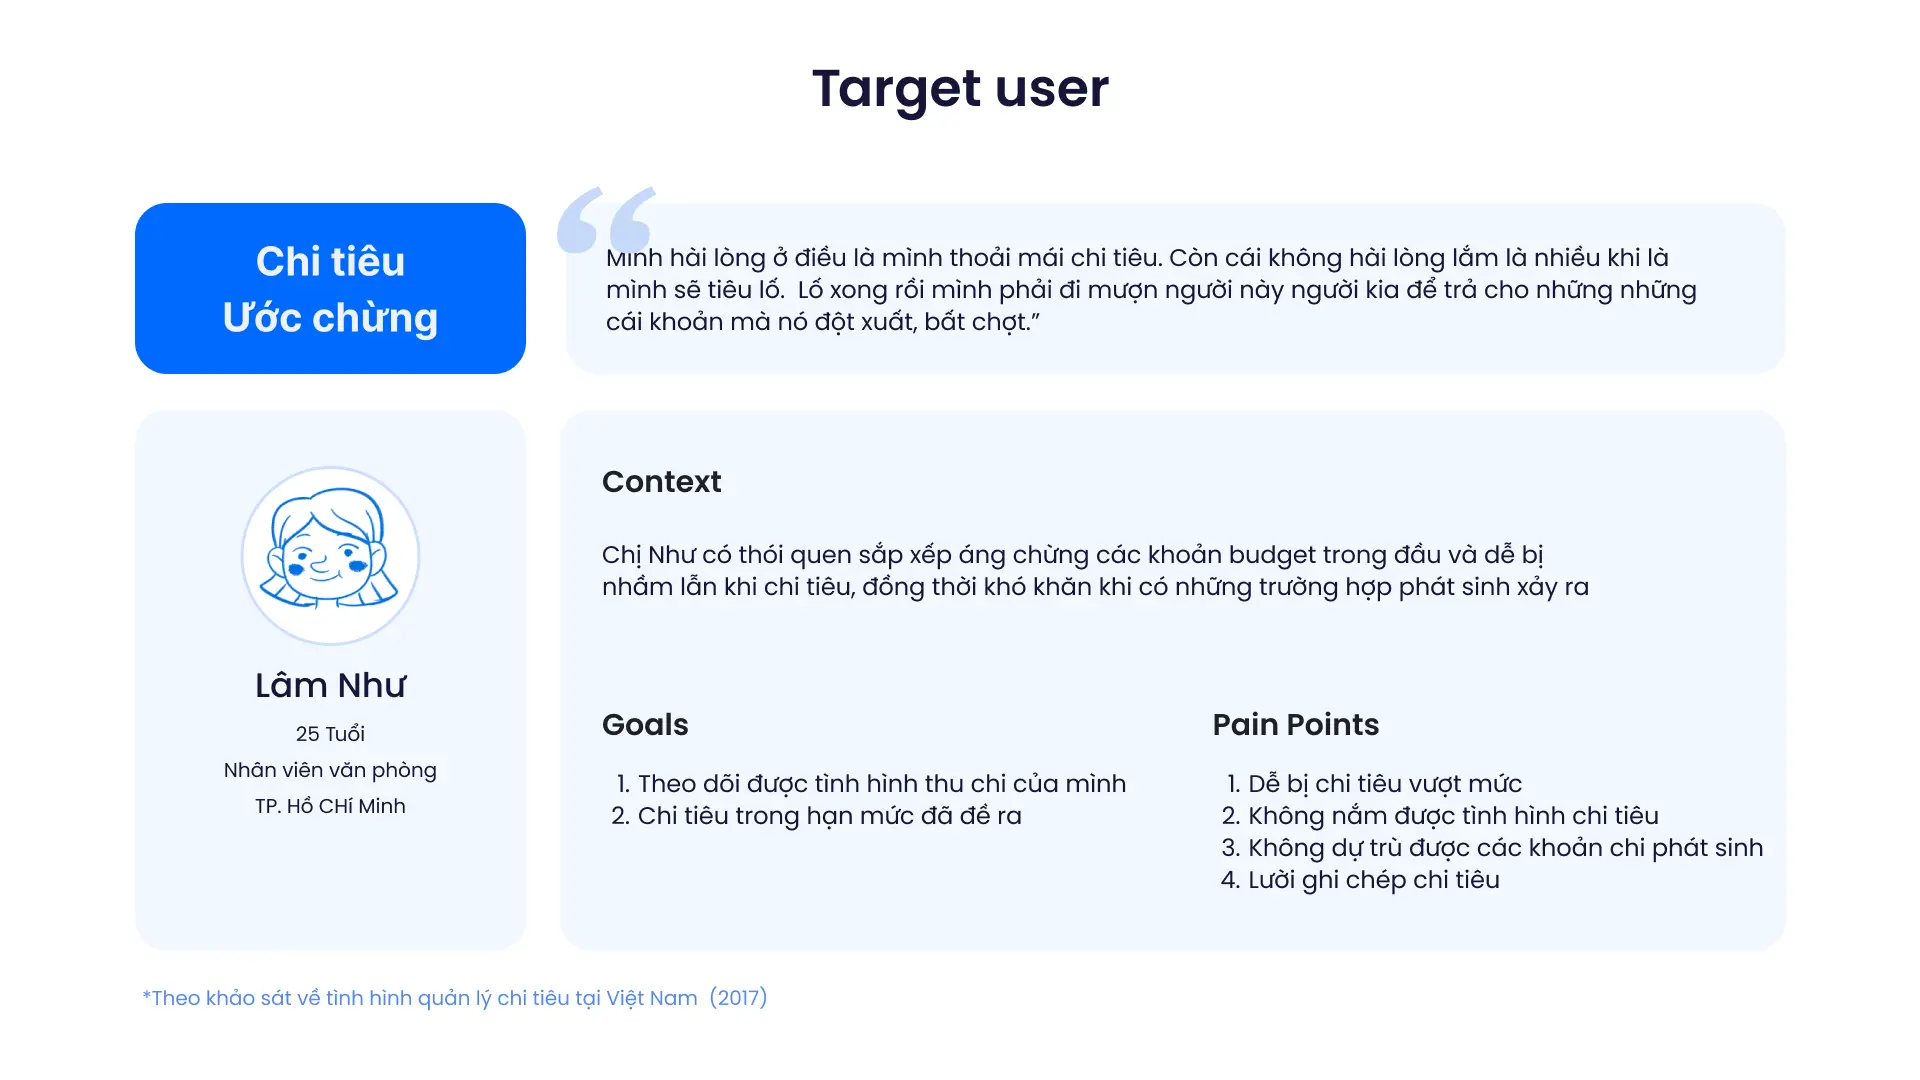 Target user
Chi tiêu
Ước chừng
Mình hài lòng ở điều là mình thoải mái chi tiêu. Còn cái không hài lòng lắm là nhiều khi là
mình sẽ tiêu lố.  Lố xong rồi mình phải đi mượn người này người kia để trả cho những những
cái khoản mà nó đột xuất, bất chợt.”
Lâm Như
25 Tuổi
Nhân viên văn phòng
TP. Hồ CHí Minh
Context
Chị Như có thói quen sắp xếp áng chừng các khoản budget trong đầu và dễ bị
nhầm lẫn khi chi tiêu, đồng thời khó khăn khi có những trường hợp phát sinh xảy ra
Goals
1. Theo dõi được tình hình thu chi của mình
2. Chi tiêu trong hạn mức đã đề ra
Pain Points
1. Dễ bị chi tiêu vượt mức
2. Không nắm được tình hình chi tiêu
3. Không dự trù được các khoản chi phát sinh
4. Lười ghi chép chi tiêu
*Theo khảo sát về tình hình quản lý chi tiêu tại Việt Nam  (2017)